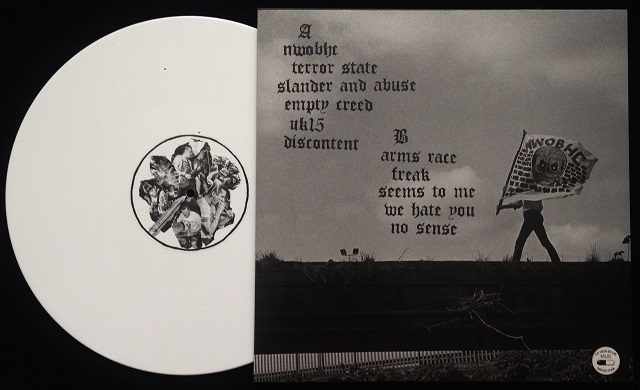 A
nwobhc
terror state
slander and abuse
empty creed
uk15
discontent
B
arms race
freak
seems to me
we hate you
no sense
NWOBHC